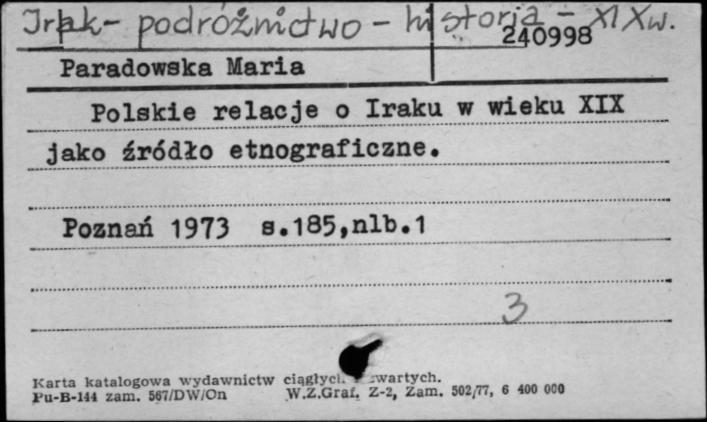 Irak - podróżnictwo - historia - XIX w.
240998
Paradowska Maria
Polskie relacje o Iraku w wieku XIX
jako źródło etnograficzne.
Poznań 1973 s.185,nlb.1
3
Karta katalogowa wydawnictw ciągłych i zwartych.
Pu-B-144 zam. 567/DW/On W.Z.Graf. Z-2, Zam. 502/77, 6 400 000